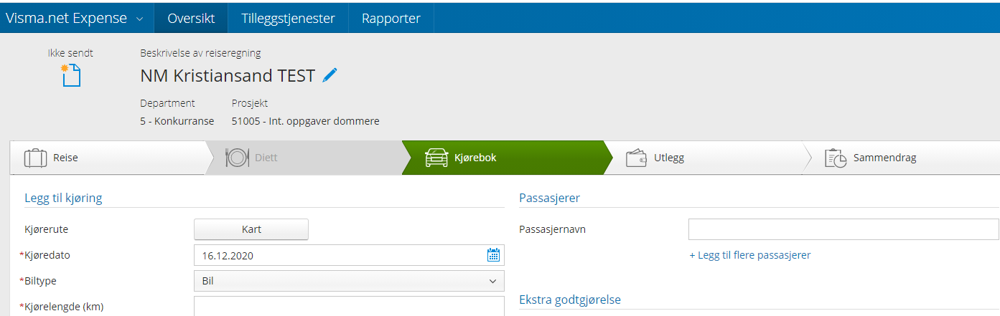 Visma.net Expense Oversikt Tilleggstjenester Rapporter
Ikke sendt
Beskrivelse av reiseregning
NM Kristiansand TEST
Department Prosjekt
5 - Konkurranse 51005 - Int. oppgaver dommere
Reise Diett Kjørebok Utlegg Sammendrag
Legg til kjøring
Kjørerute Kart
*Kjøredato 16.12.2020
*Biltype Bil
*Kjørelengde (km)
Passasjerer
Passasjernavn
+ Legg til flere passasjerer
Ekstra godtgjørelse